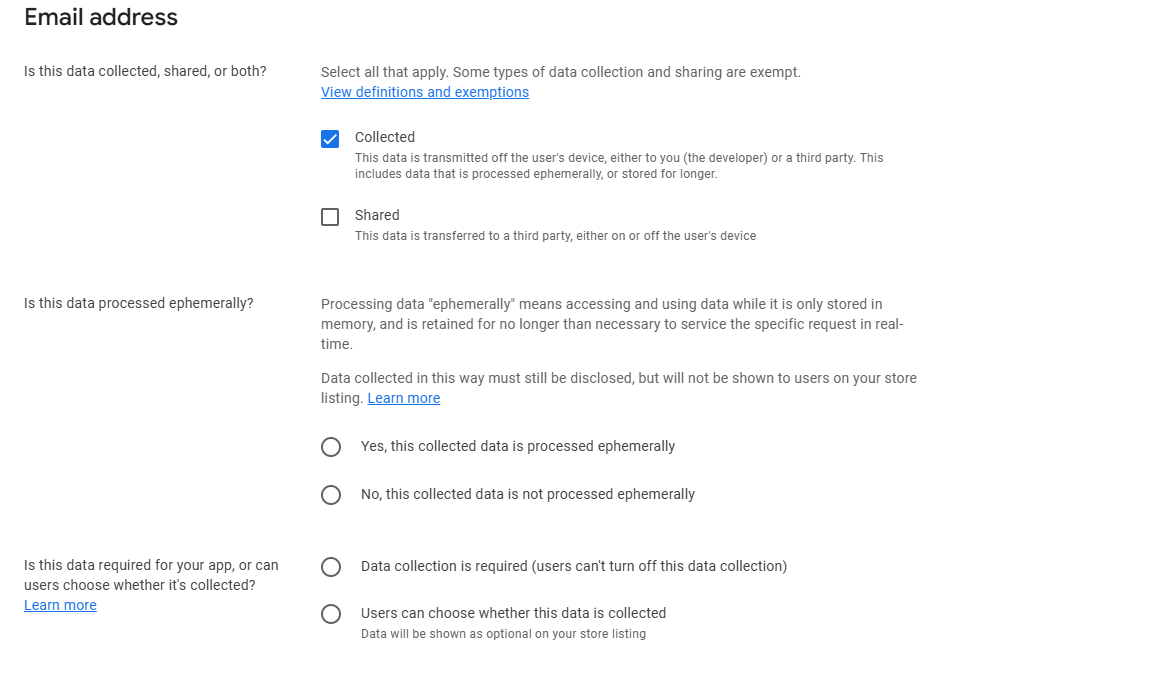 Email address
Is this data collected, shared, or both?
Select all that apply. Some types of data collection and sharing are exempt.
View definitions and exemptions
Collected
This data is transmitted off the user's device, either to you (the developer) or a third party. This
includes data that is processed ephemerally, or stored for longer.
Shared
This data is transferred to a third party, either on or off the user's device
Is this data processed ephemerally?
Processing data "ephemerally" means accessing and using data while it is only stored in
memory, and is retained for no longer than necessary to service the specific request in real-
time.
Data collected in this way must still be disclosed, but will not be shown to users on your store
listing. Learn more
Yes, this collected data is processed ephemerally
No, this collected data is not processed ephemerally
Is this data required for your app, or can
users choose whether it's collected?
Learn more
Data collection is required (users can't turn off this data collection)
Users can choose whether this data is collected
Data will be shown as optional on your store listing